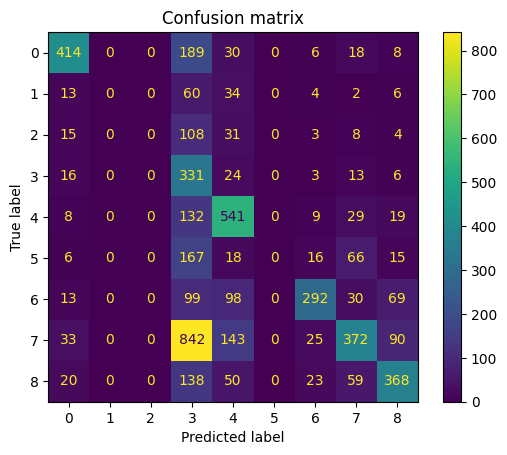 Confusion matrix
0 414 0 0 189 30 0 6 18 8
1 13 0 0 60 34 0 4 2 6
2 15 0 0 108 31 0 3 8 4
3 16 0 0 331 24 0 3 13 6
4 8 0 0 132 541 0 9 29 19
5 6 0 0 167 18 0 16 66 15
6 13 0 0 99 98 0 292 30 69
7 33 0 0 842 143 0 25 372 90
8 20 0 0 138 50 0 23 59 368
0 1 2 3 4 5 6 7 8
Predicted label
True label
800
700
600
500
400
300
200
100
0